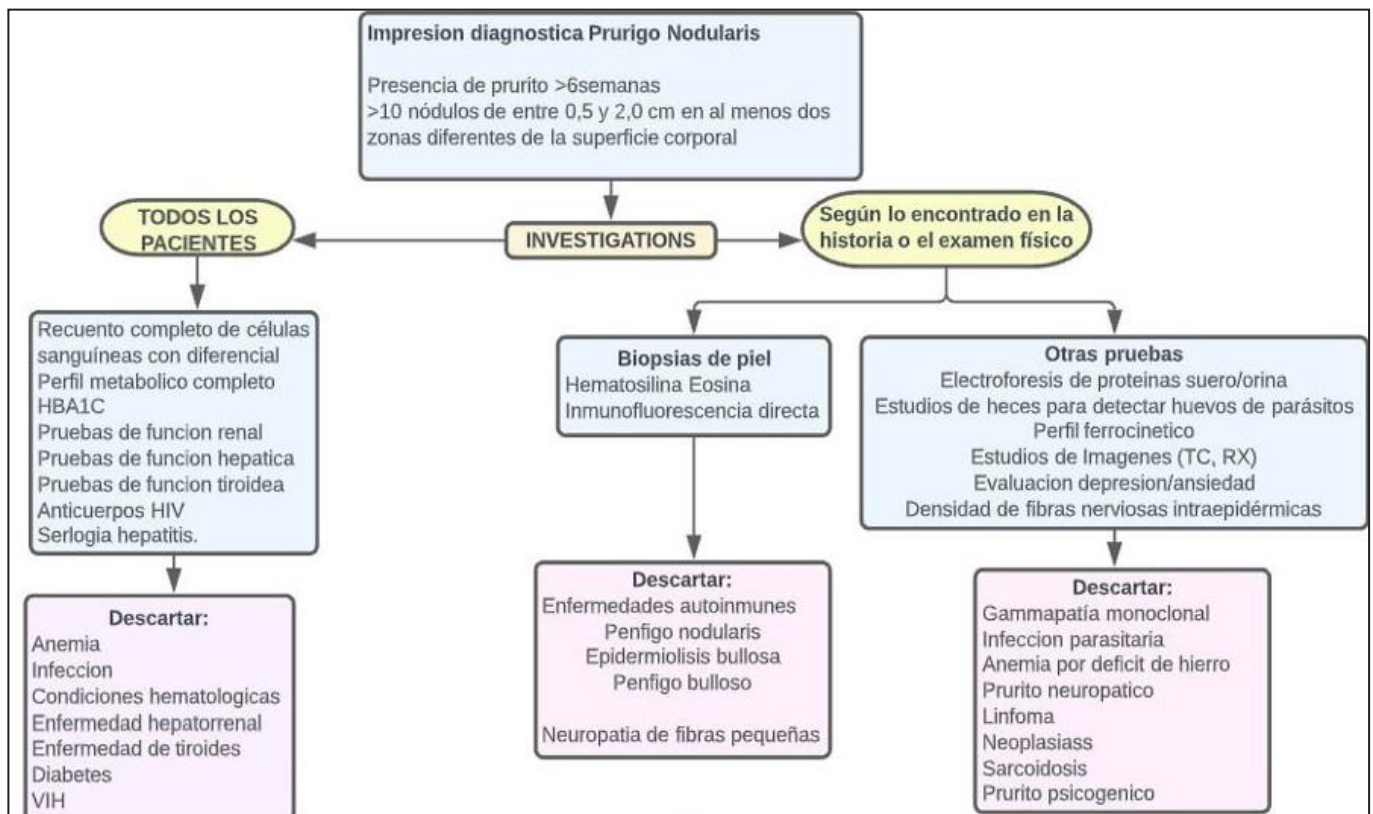 Impresion diagnostica Prurigo Nodularis
Presencia de prurito >6semanas
>10 nódulos de entre 0,5 y 2,0 cm en al menos dos
zonas diferentes de la superficie corporal
TODOS LOS
PACIENTES
INVESTIGATIONS
Según lo encontrado en la
historia o el examen físico
Recuento completo de células
sanguíneas con diferencial
Perfil metabolico completo
HBA1C
Pruebas de funcion renal
Pruebas de funcion hepatica
Pruebas de funcion tiroidea
Anticuerpos HIV
Serlogia hepatitis.
Biopsias de piel
Hematosilina Eosina
Inmunofluorescencia directa
Otras pruebas
Electroforesis de proteinas suero/orina
Estudios de heces para detectar huevos de parásitos
Perfil ferrocinetico
Estudios de Imagenes (TC, RX)
Evaluacion depresion/ansiedad
Densidad de fibras nerviosas intraepidérmicas
Descartar:
Anemia
Infeccion
Condiciones hematologicas
Enfermedad hepatorrenal
Enfermedad de tiroides
Diabetes
VIH
Descartar:
Enfermedades autoinmunes
Penfigo nodularis
Epidermiolisis bullosa
Penfigo bulloso
Neuropatia de fibras pequeñas
Descartar:
Gammapatía monoclonal
Infeccion parasitaria
Anemia por deficit de hierro
Prurito neuropatico
Linfoma
Neoplasiass
Sarcoidosis
Prurito psicogenico